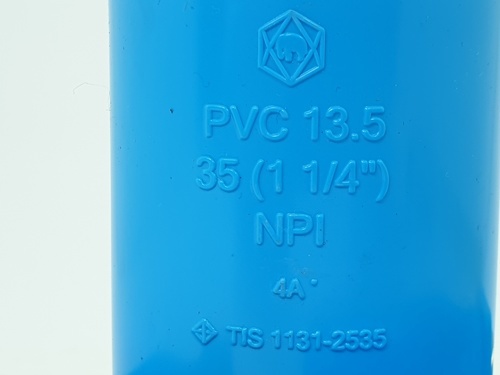 PVC 13.5
35 (1 1/4")
NPI
4A
TIS 1131-2535